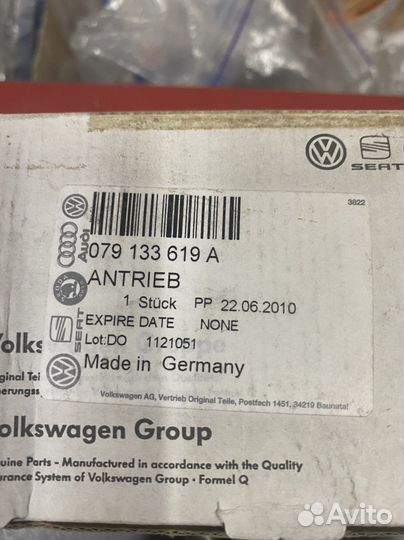 SEAT
3822
Audi
079 133 619 A
ANTRIEB
1 Stück PP 22.06.2010
EXPIRE DATE NONE
Lot:DO 1121051
SEAT
Made in Germany
Volkswagen AG, Vertrieb Original Teile, Postfach 1451, 34219 Baunatal
olkswagen Group
uine Parts - Manufactured in accordance with the Quality
urance System of Volkswagen Group • Formel Q
Avito